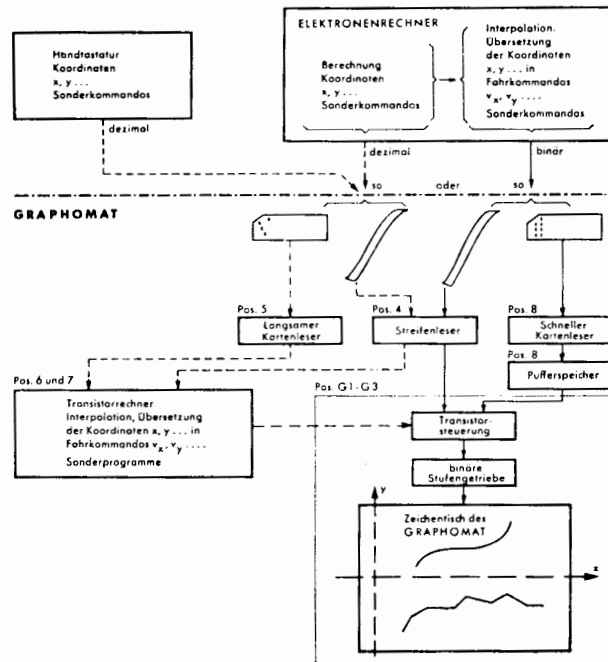 Handtastatur
Koordinaten
x, y ...
Sonderkommandos
dezimal
ELEKTRONENRECHNER
Berechnung
Koordinaten
x, y ...
Sonderkommandos
Interpolation,
Übersetzung
der Koordinaten
x, y ... in
Fahrkommandos
vx, vy ....
Sonderkommandos
dezimal
binär
so oder so
GRAPHOMAT
Pos. 5
Langsamer
Kartenleser
Pos. 4
Streifenleser
Pos. 8
Schneller
Kartenleser
Pos. 8
Pufferspeicher
Pos. 6 und 7
Transistorrechner
Interpolation, Übersetzung
der Koordinaten x, y ... in
Fahrkommandos vx, vy ....
Sonderprogramme
Pos. G1-G3
Transistor-
steuerung
binäre
Stufengetriebe
y
Zeichentisch des
GRAPHOMAT
x